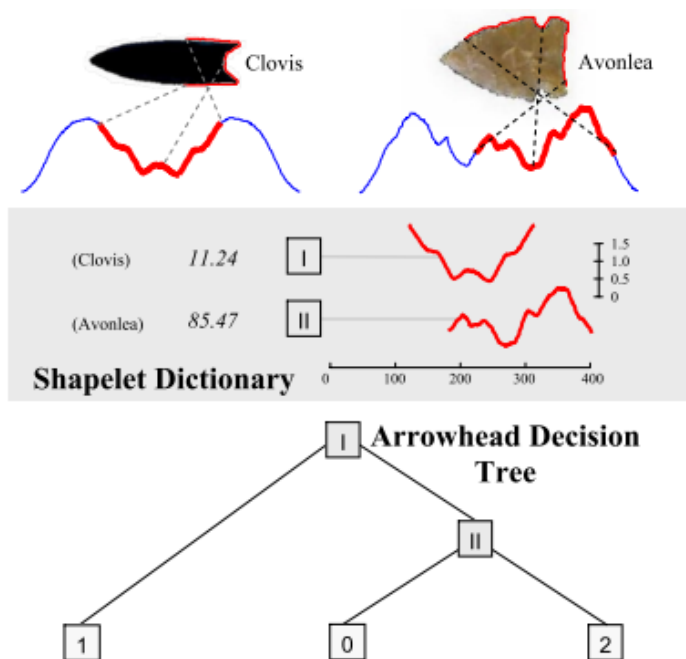 Clovis
Avonlea
(Clovis) 11.24 I
1.5
1.0
0.5
0
(Avonlea) 85.47 II
Shapelet Dictionary
0 100 200 300 400
I Arrowhead Decision
Tree
II
1 0 2